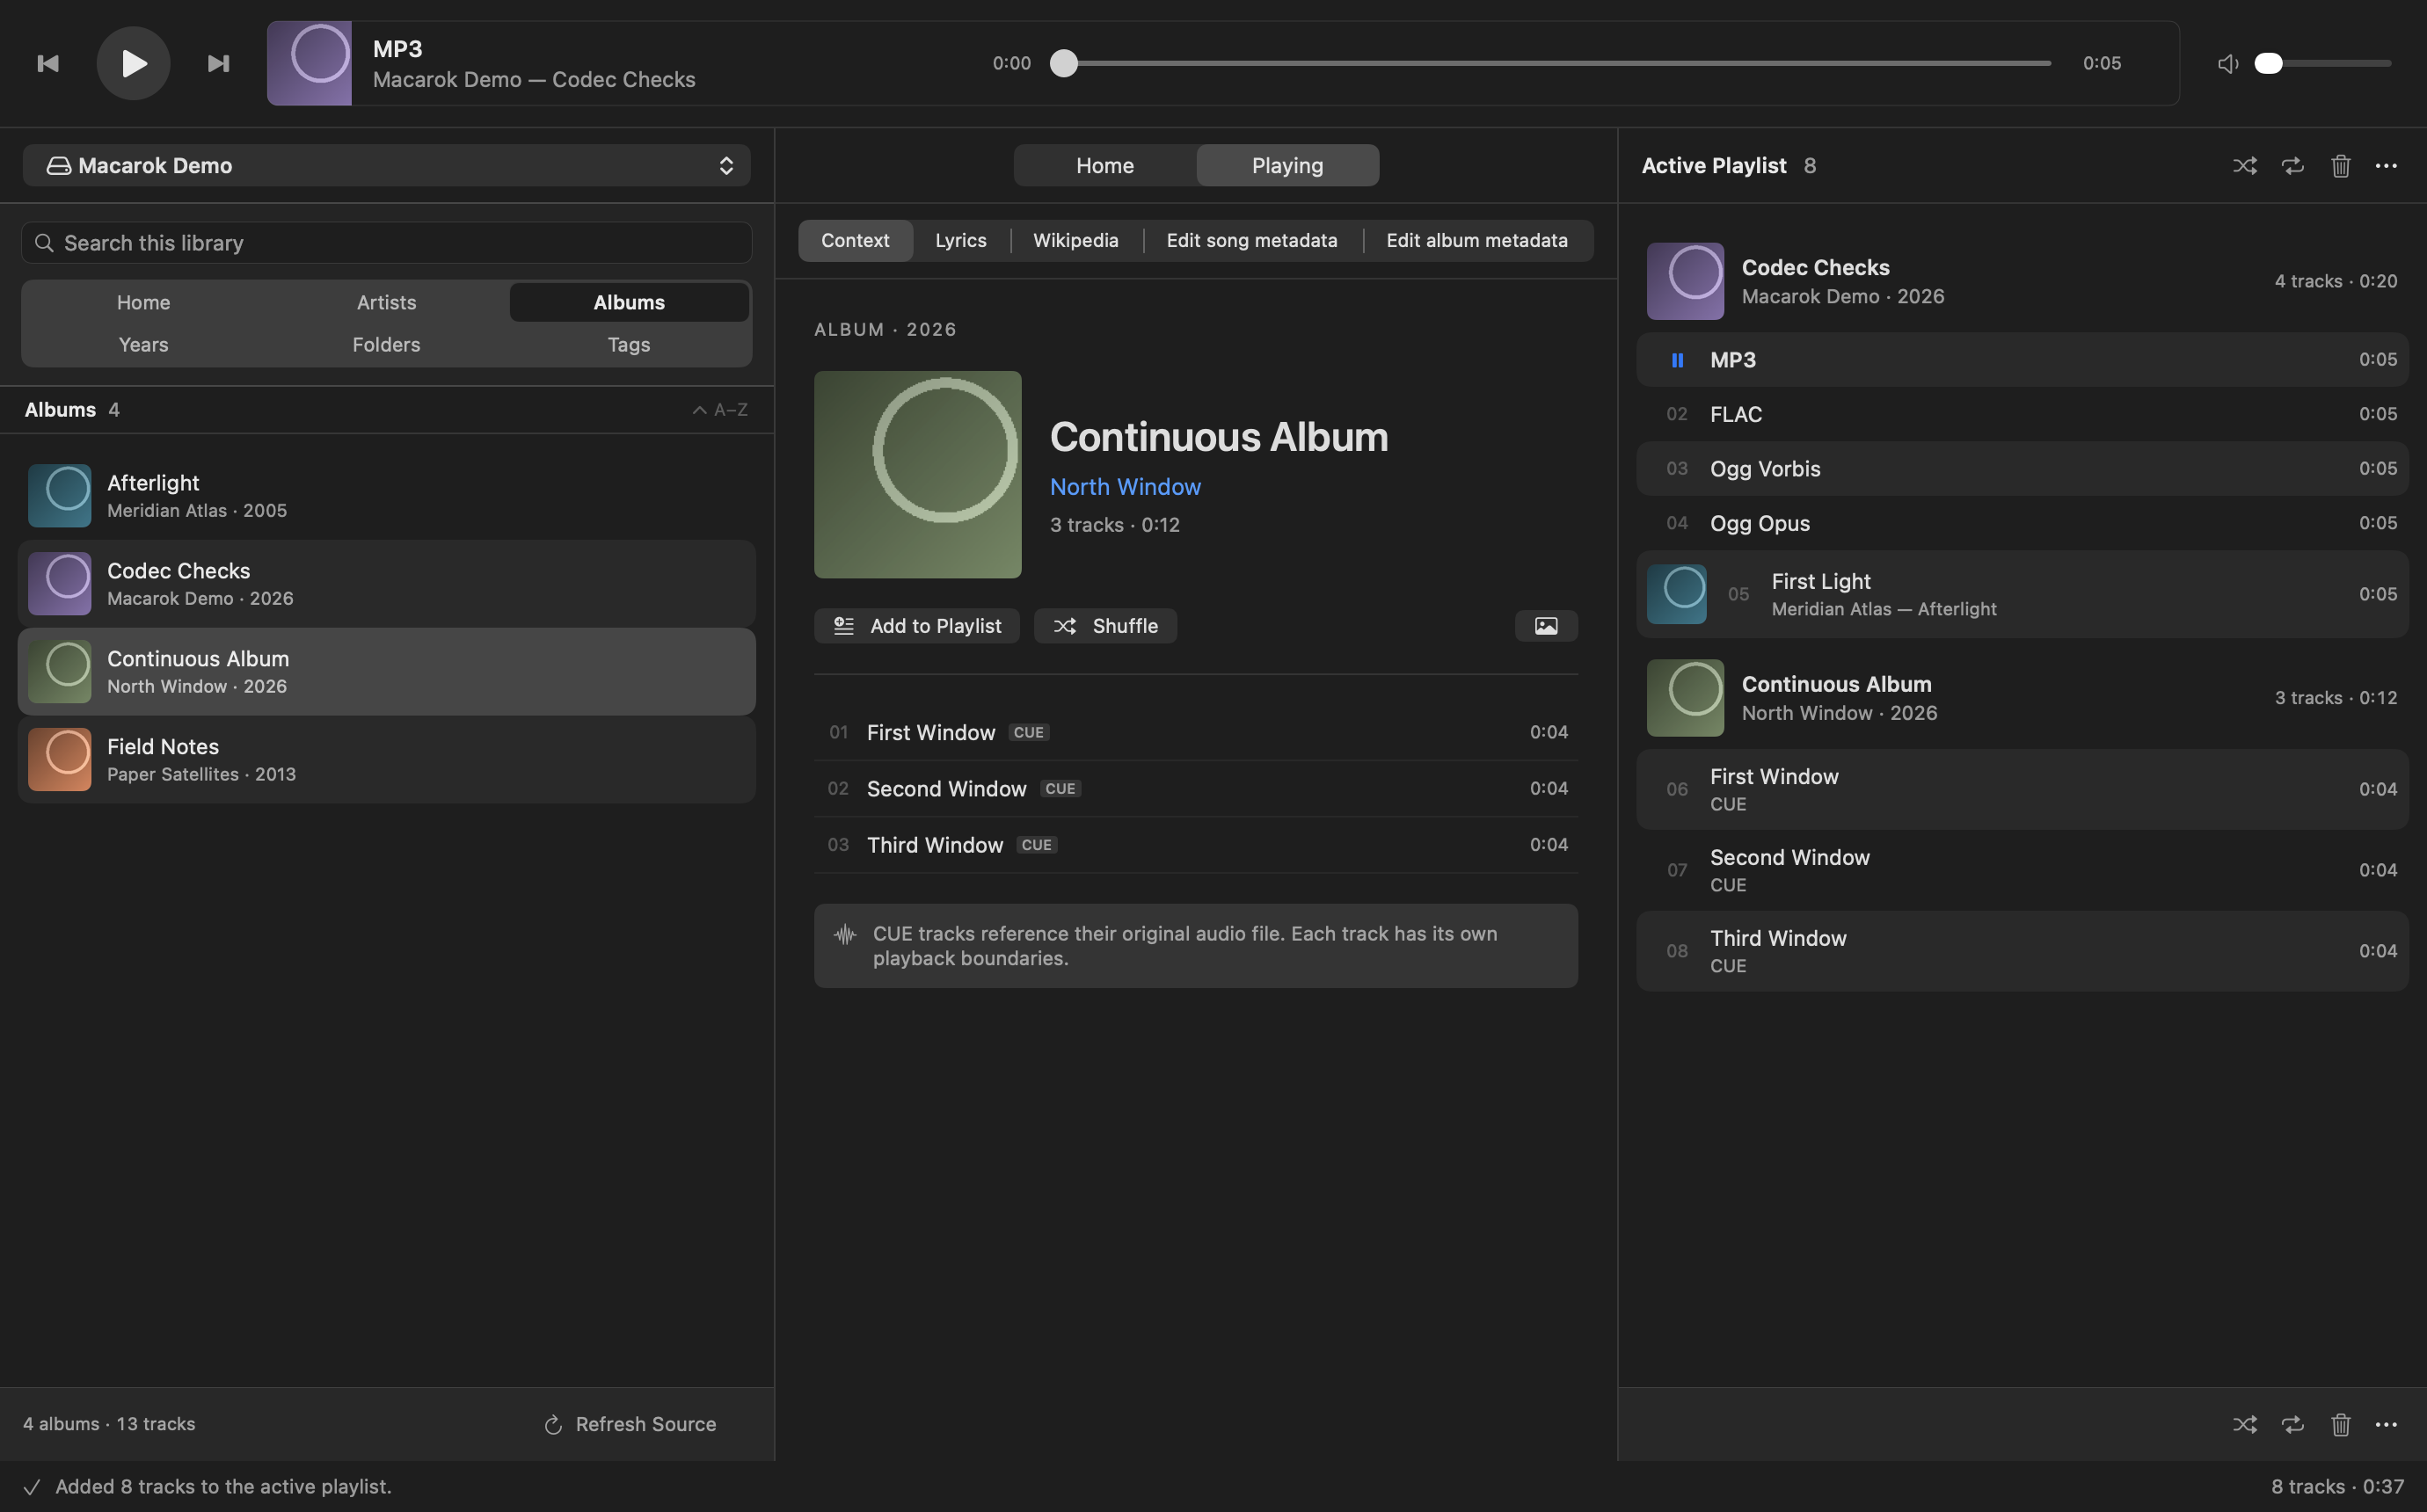 MP3
Macarok Demo — Codec Checks
0:00
0:05
Macarok Demo
Search this library
Home Artists Albums
Years Folders Tags
Albums 4
A–Z
Afterlight
Meridian Atlas · 2005
Codec Checks
Macarok Demo · 2026
Continuous Album
North Window · 2026
Field Notes
Paper Satellites · 2013
4 albums · 13 tracks
Refresh Source
Home Playing
Context Lyrics Wikipedia Edit song metadata Edit album metadata
ALBUM · 2026
Continuous Album
North Window
3 tracks · 0:12
Add to Playlist Shuffle
01 First Window CUE 0:04
02 Second Window CUE 0:04
03 Third Window CUE 0:04
CUE tracks reference their original audio file. Each track has its own
playback boundaries.
Active Playlist 8
Codec Checks
Macarok Demo · 2026
4 tracks · 0:20
MP3 0:05
02 FLAC 0:05
03 Ogg Vorbis 0:05
04 Ogg Opus 0:05
05 First Light 0:05
Meridian Atlas — Afterlight
Continuous Album
North Window · 2026
3 tracks · 0:12
06 First Window 0:04
CUE
07 Second Window 0:04
CUE
08 Third Window 0:04
CUE
Added 8 tracks to the active playlist.
8 tracks · 0:37